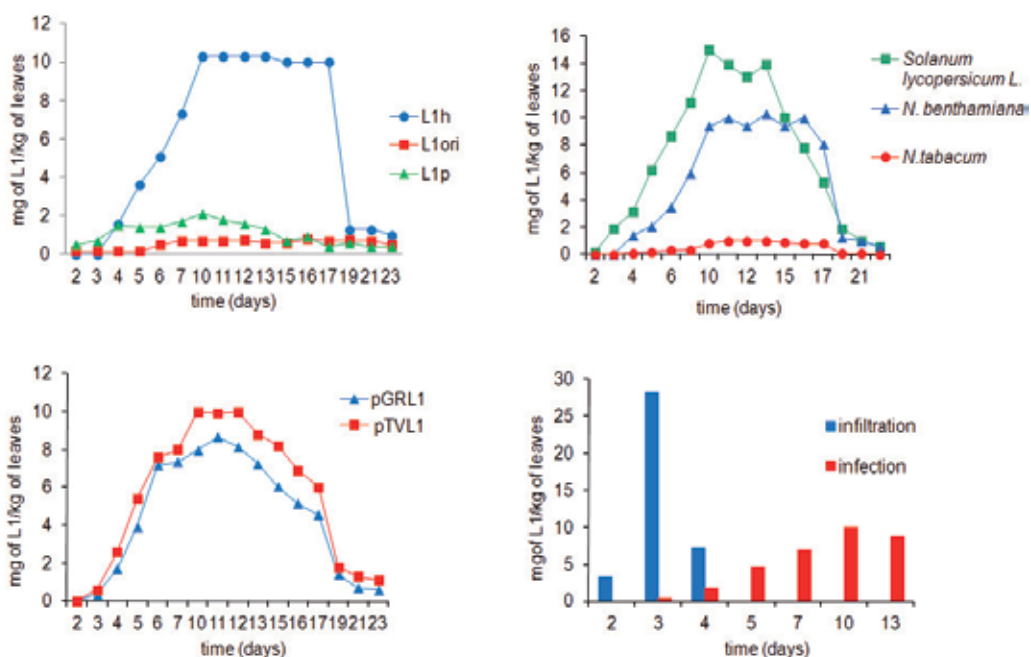 12
10
8
6
4
2
0
mg of L1/kg of leaves
2 3 4 5 6 7 10 11 12 13 15 16 17 19 21 23
time (days)
L1h
L1ori
L1p
16
14
12
10
8
6
4
2
0
mg of L1/kg of leaves
2 4 6 10 12 15 17 21
time (days)
Solanum
lycopersicum L.
N. benthamiana
N.tabacum
12
10
8
6
4
2
0
mg of L1/kg of leaves
2 3 4 5 6 7 10 11 12 13 15 16 17 19 21 23
time (days)
pGRL1
pTVL1
30
25
20
15
10
5
0
mgof L1/kg of leaves
2 3 4 5 7 10 13
time (days)
infiltration
infection